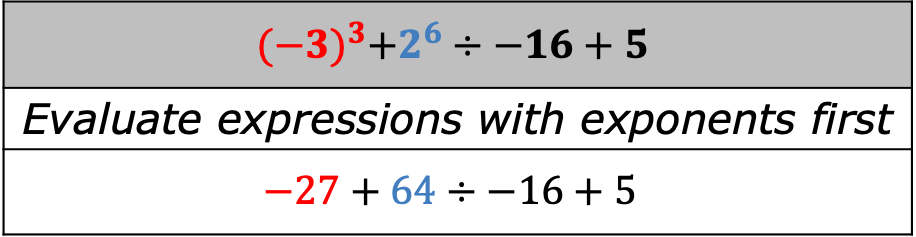 (−3)³+2⁶ ÷ −16 + 5
Evaluate expressions with exponents first
−27 + 64 ÷ −16 + 5